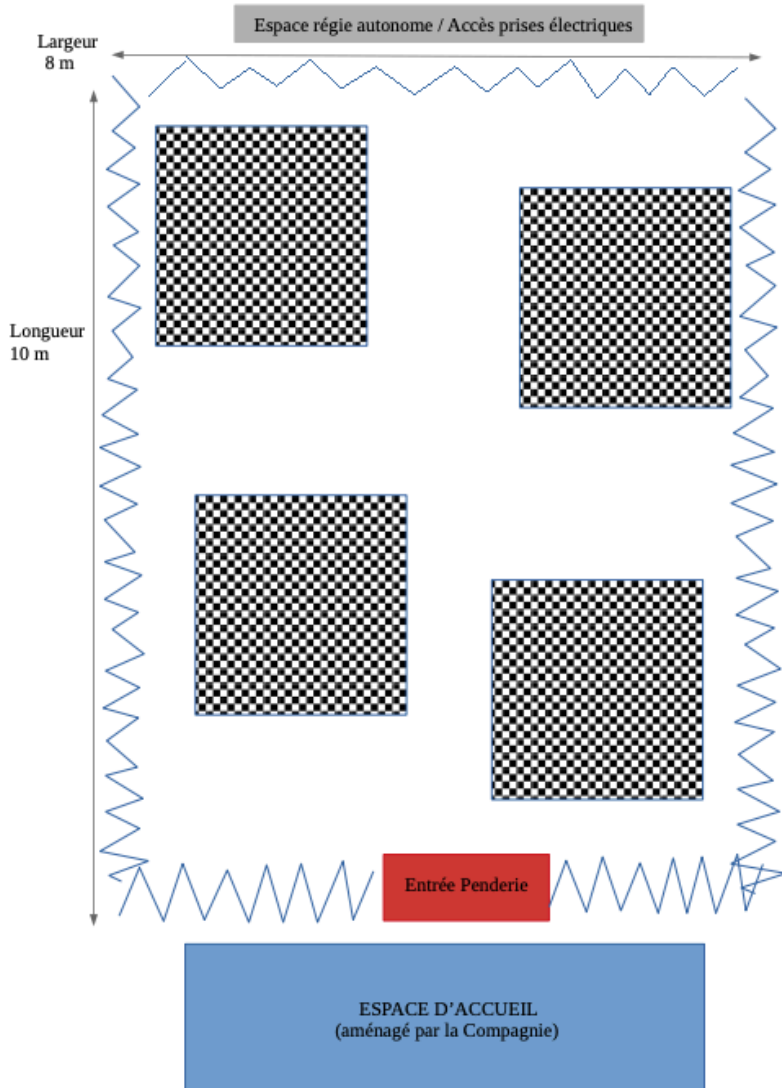 Espace régie autonome / Accès prises électriques
Largeur
8 m
Longueur
10 m
Entrée Penderie
ESPACE D’ACCUEIL
(aménagé par la Compagnie)